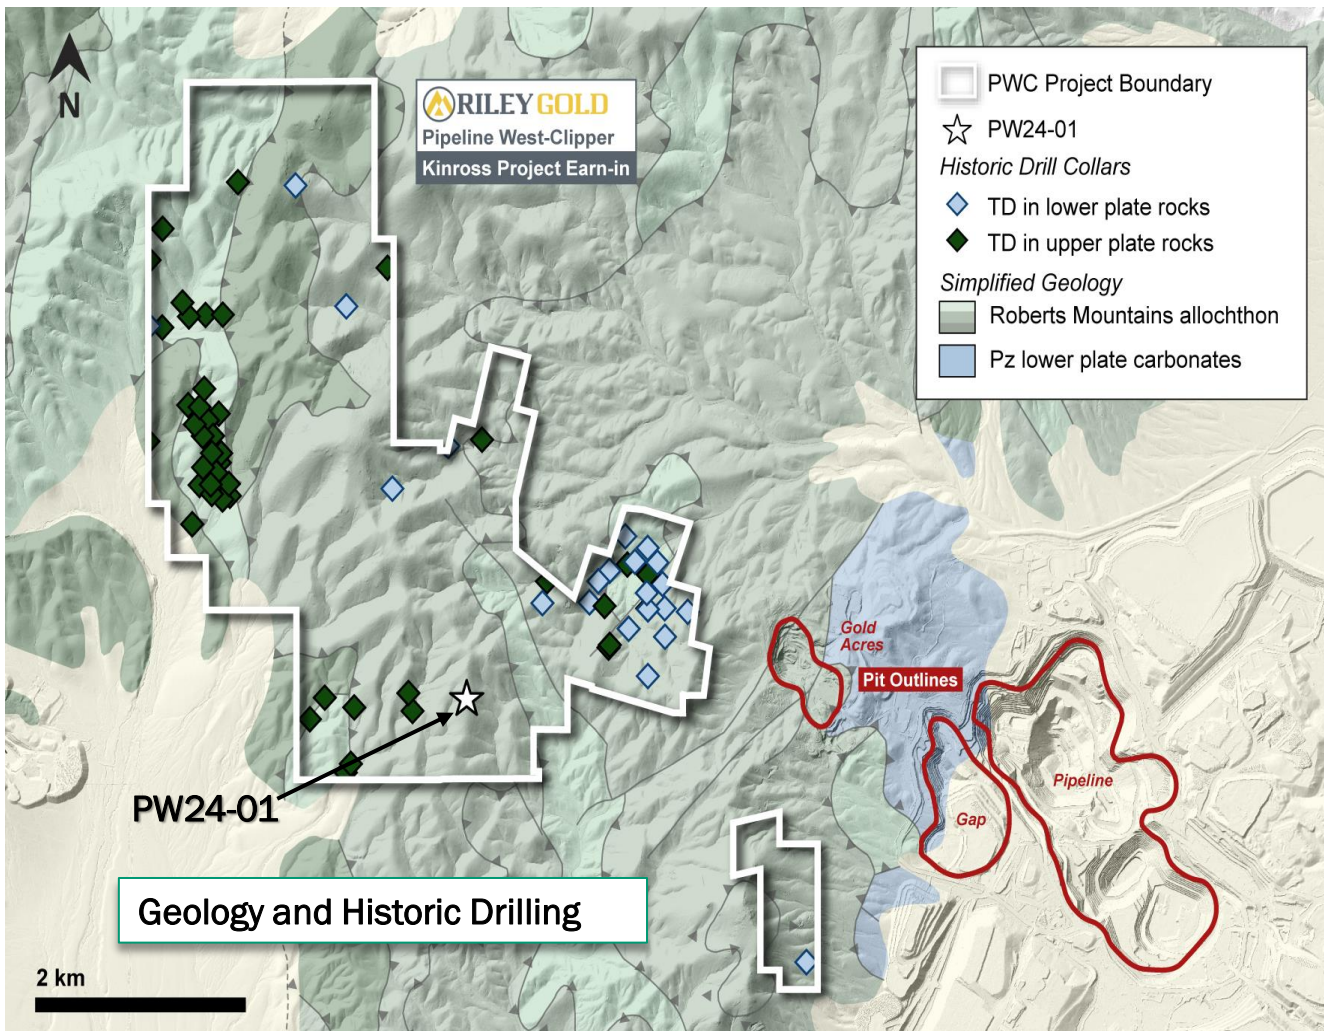 N
RILEY GOLD
Pipeline West-Clipper
Kinross Project Earn-in
PWC Project Boundary
PW24-01
Historic Drill Collars
TD in lower plate rocks
TD in upper plate rocks
Simplified Geology
Roberts Mountains allochthon
Pz lower plate carbonates
Gold
Acres
Pit Outlines
Pipeline
Gap
PW24-01
Geology and Historic Drilling
2 km